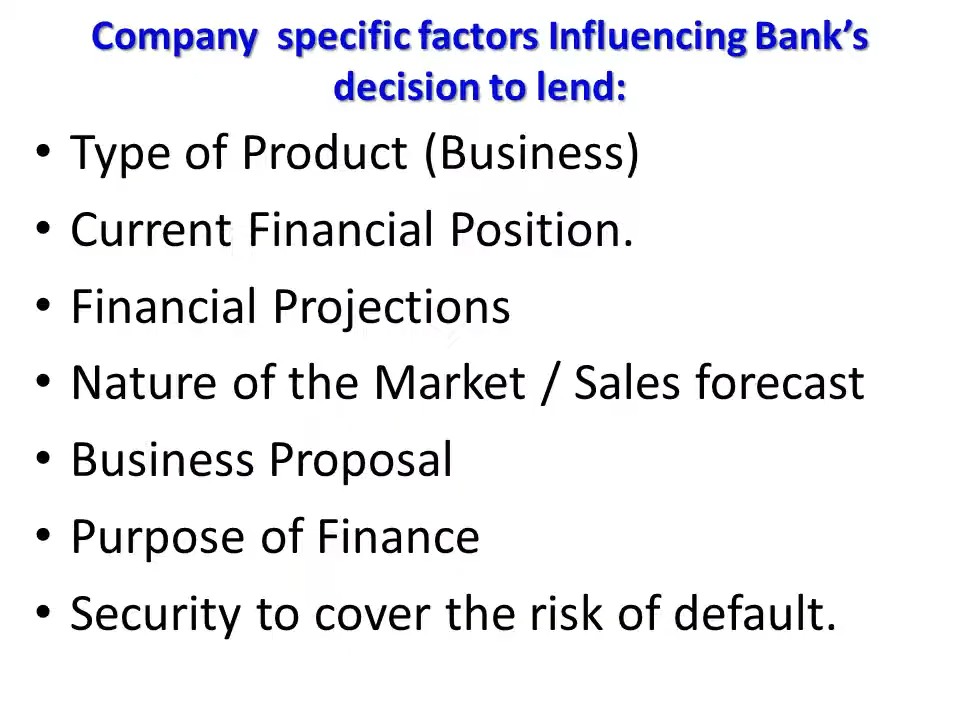 Company specific factors Influencing Bank’s
decision to lend:
• Type of Product (Business)
• Current Financial Position.
• Financial Projections
• Nature of the Market / Sales forecast
• Business Proposal
• Purpose of Finance
• Security to cover the risk of default.